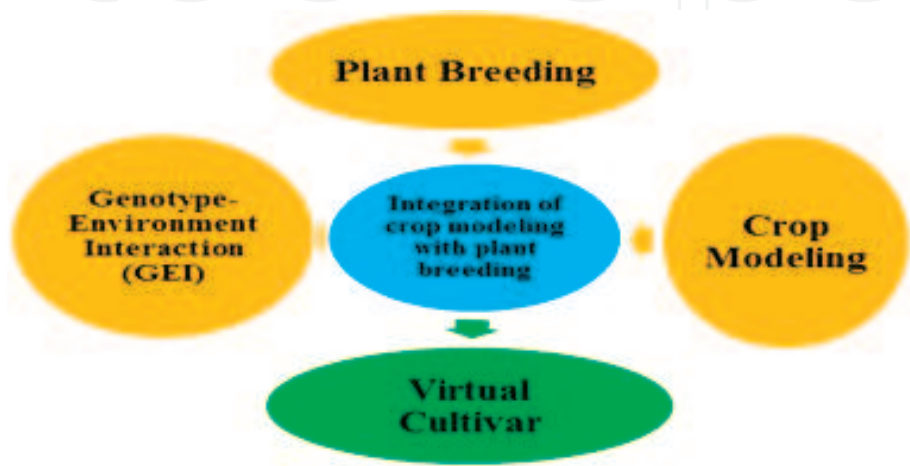 Plant Breeding
Genotype-
Environment
Interaction
(GEI)
Integration of
crop modeling
with plant
breeding
Crop
Modeling
Virtual
Cultivar